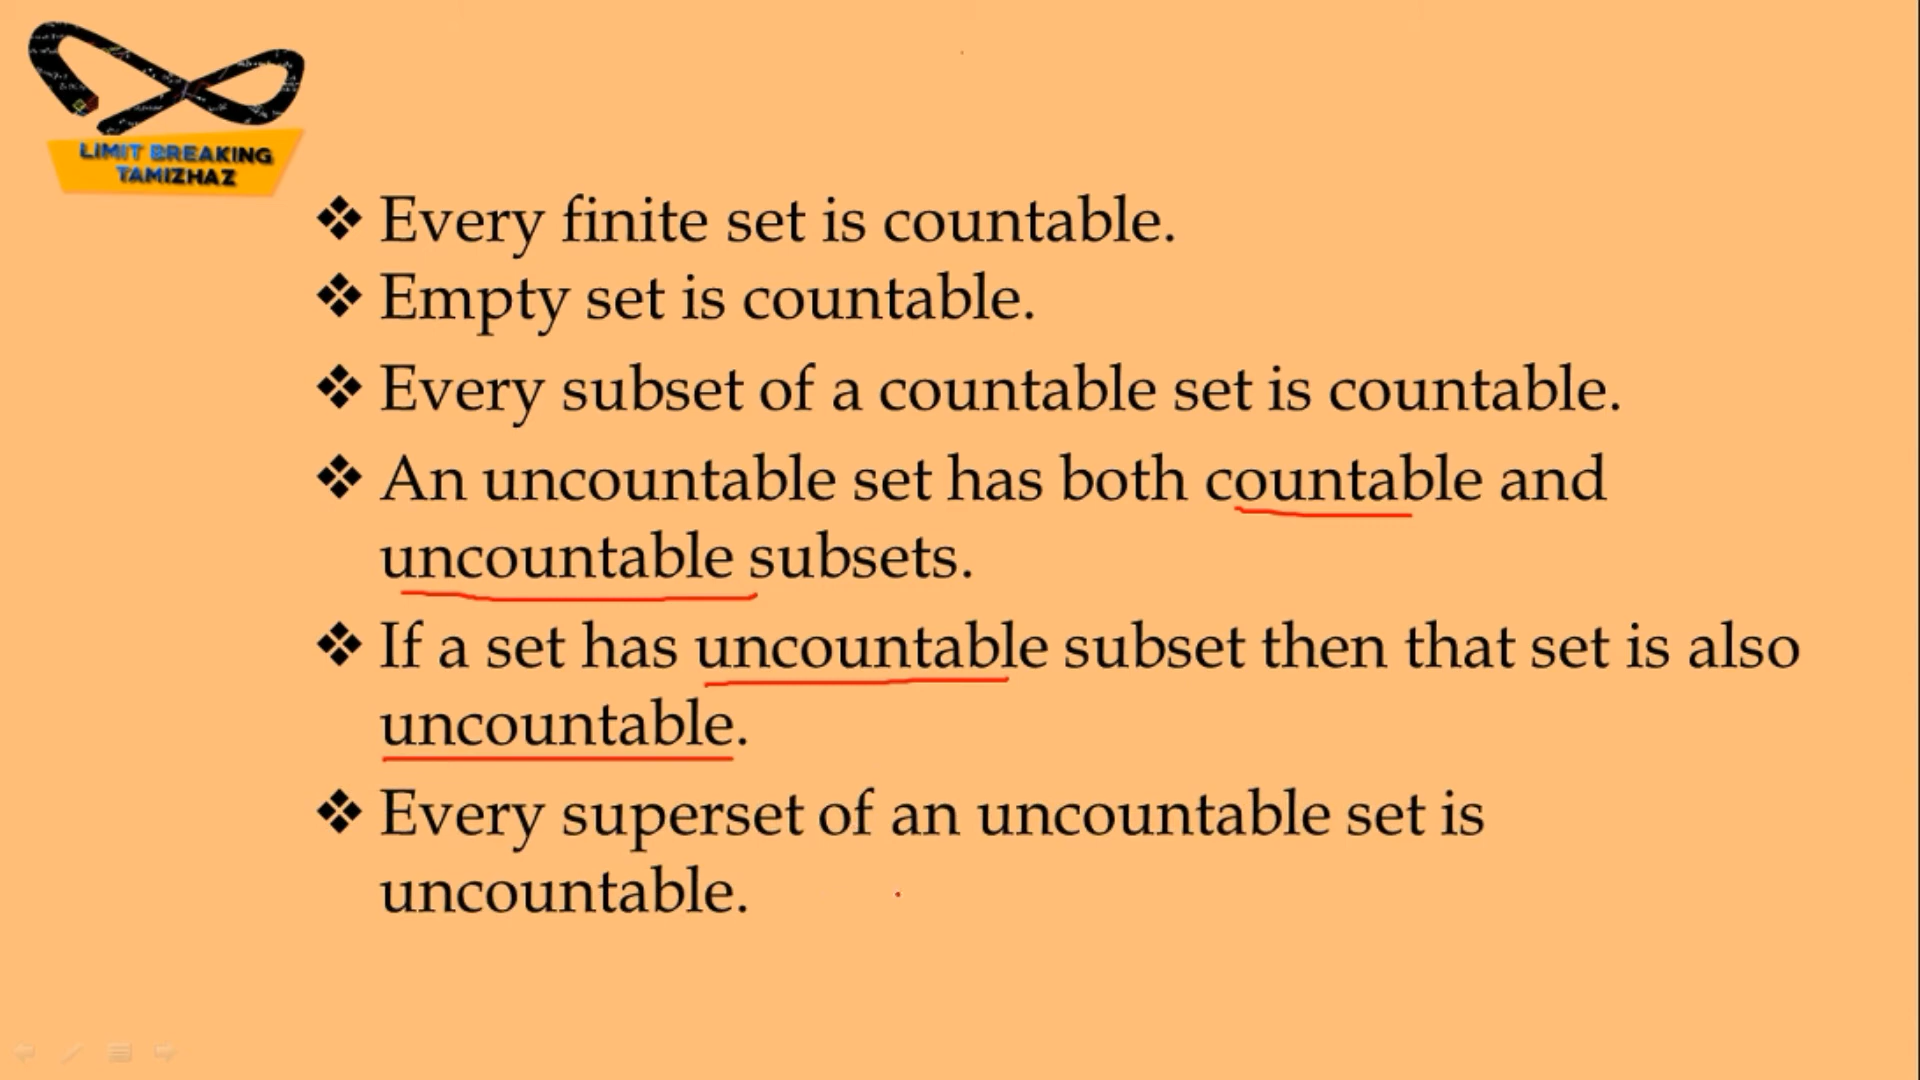 LIMIT BREAKING
TAMIZHAZ
❖ Every finite set is countable.
❖ Empty set is countable.
❖ Every subset of a countable set is countable.
❖ An uncountable set has both countable and
uncountable subsets.
❖ If a set has uncountable subset then that set is also
uncountable.
❖ Every superset of an uncountable set is
uncountable.